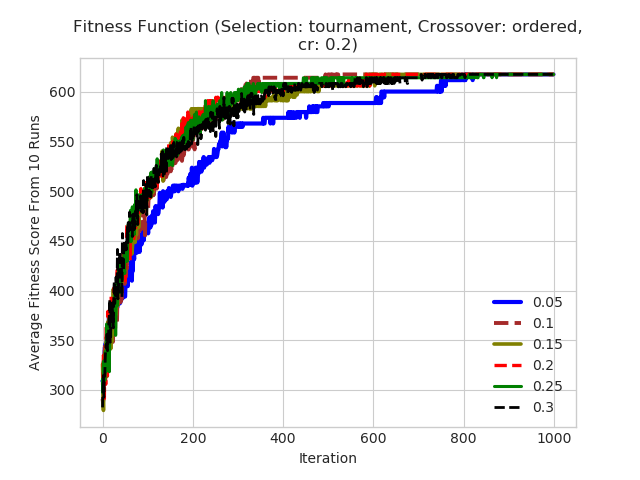 Fitness Function (Selection: tournament, Crossover: ordered,
cr: 0.2)
Average Fitness Score From 10 Runs
600
550
500
450
400
350
300
0 200 400 600 800 1000
Iteration
0.05
0.1
0.15
0.2
0.25
0.3